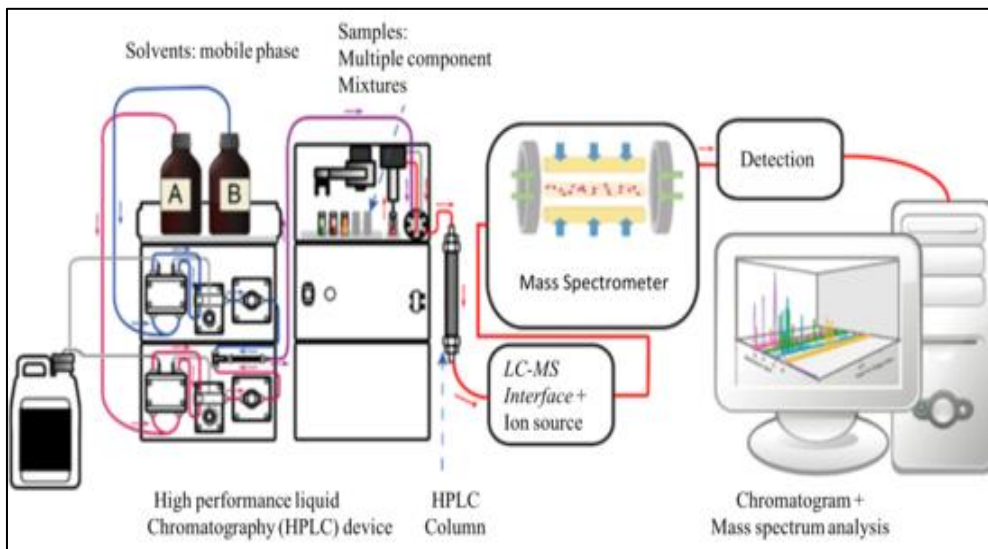 Solvents: mobile phase
Samples:
Multiple component
Mixtures
A
B
Mass Spectrometer
Detection
LC-MS
Interface +
Ion source
High performance liquid
Chromatography (HPLC) device
HPLC
Column
Chromatogram +
Mass spectrum analysis